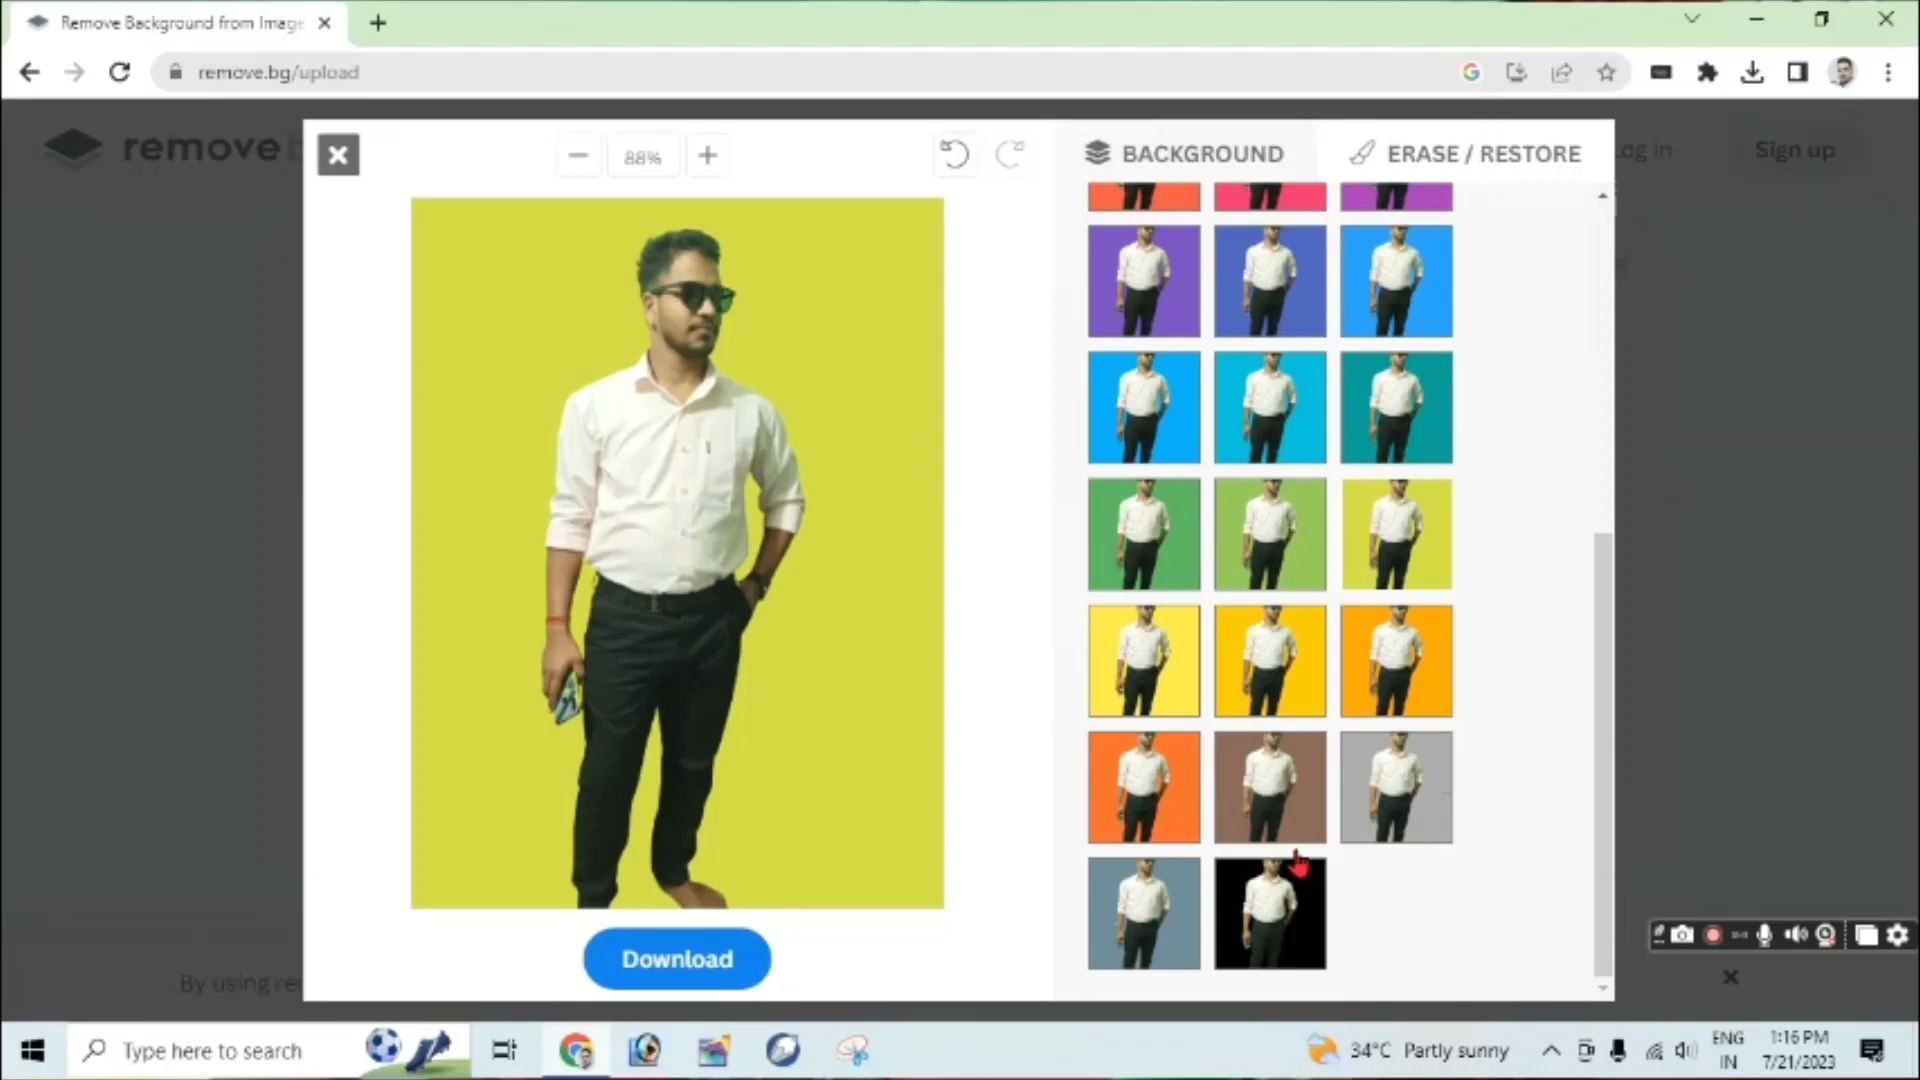 Remove Background from Image
remove.bg/upload
remove
88%
BACKGROUND
ERASE / RESTORE
Log in
Sign up
Download
By using re
Type here to search
34°C Partly sunny
ENG
IN
1:16 PM
7/21/2023